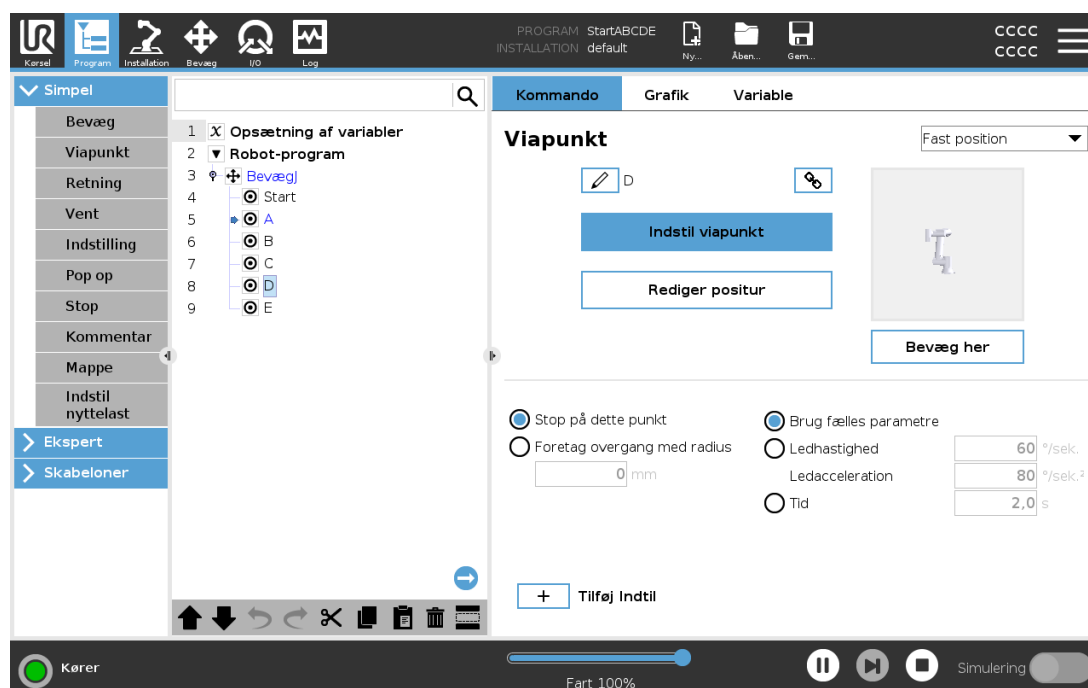 UR
Kørsel Program Installation Bevæg I/O Log
PROGRAM StartABCDE
INSTALLATION default
Ny... Åben... Gem...
CCCC
CCCC
Simpel
Bevæg
Viapunkt
Retning
Vent
Indstilling
Pop op
Stop
Kommentar
Mappe
Indstil
nyttelast
Ekspert
Skabeloner
1 X Opsætning af variabler
2 Robot-program
3 BevægJ
4 Start
5 A
6 B
7 C
8 D
9 E
Kommando Grafik Variable
Viapunkt
Fast position
D
Indstil viapunkt
Rediger positur
Bevæg her
Stop på dette punkt
Foretag overgang med radius
0 mm
Brug fælles parametre
Ledhastighed 60 °/sek.
Ledacceleration 80 °/sek.²
Tid 2,0 s
+ Tilføj Indtil
Kører
Fart 100%
Simulering